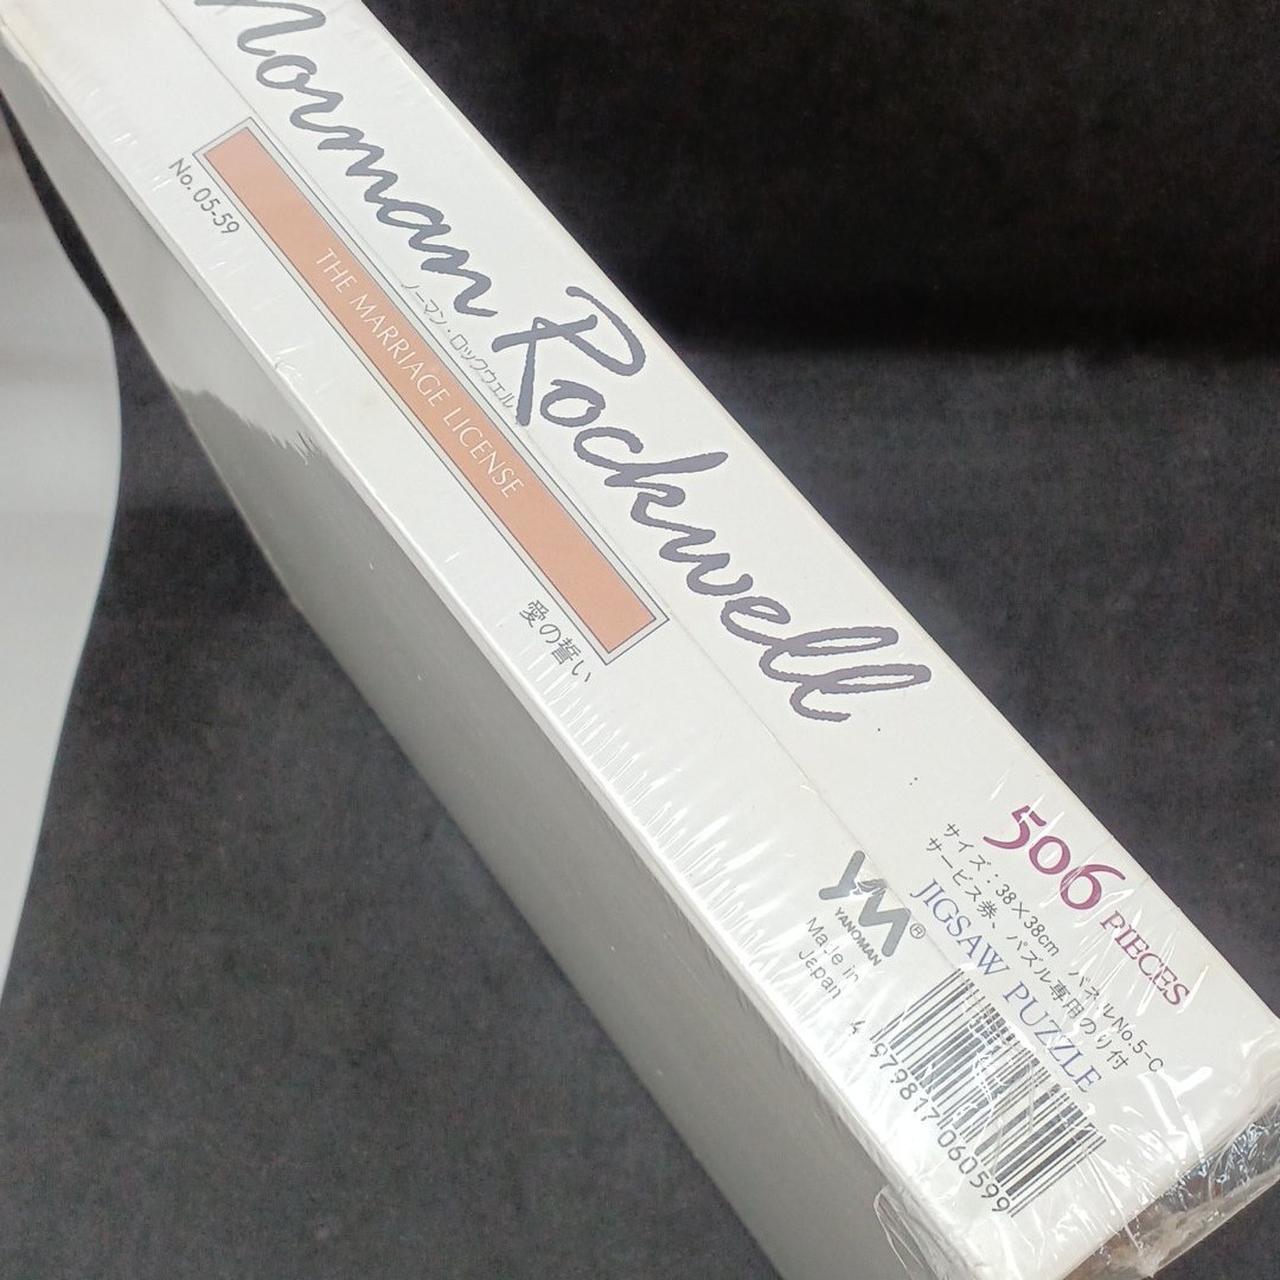 Norman Rockwell
ノーマン・ロックウェル
THE MARRIAGE LICENSE
No. 05-59
愛の誓い
506 PIECES
サイズ：38×38cm パネルNo.5-C
サービス券、パズル専用のり付
JIGSAW PUZZLE
YM®
YANOMAN
Made in
Japan
4 979817 060599